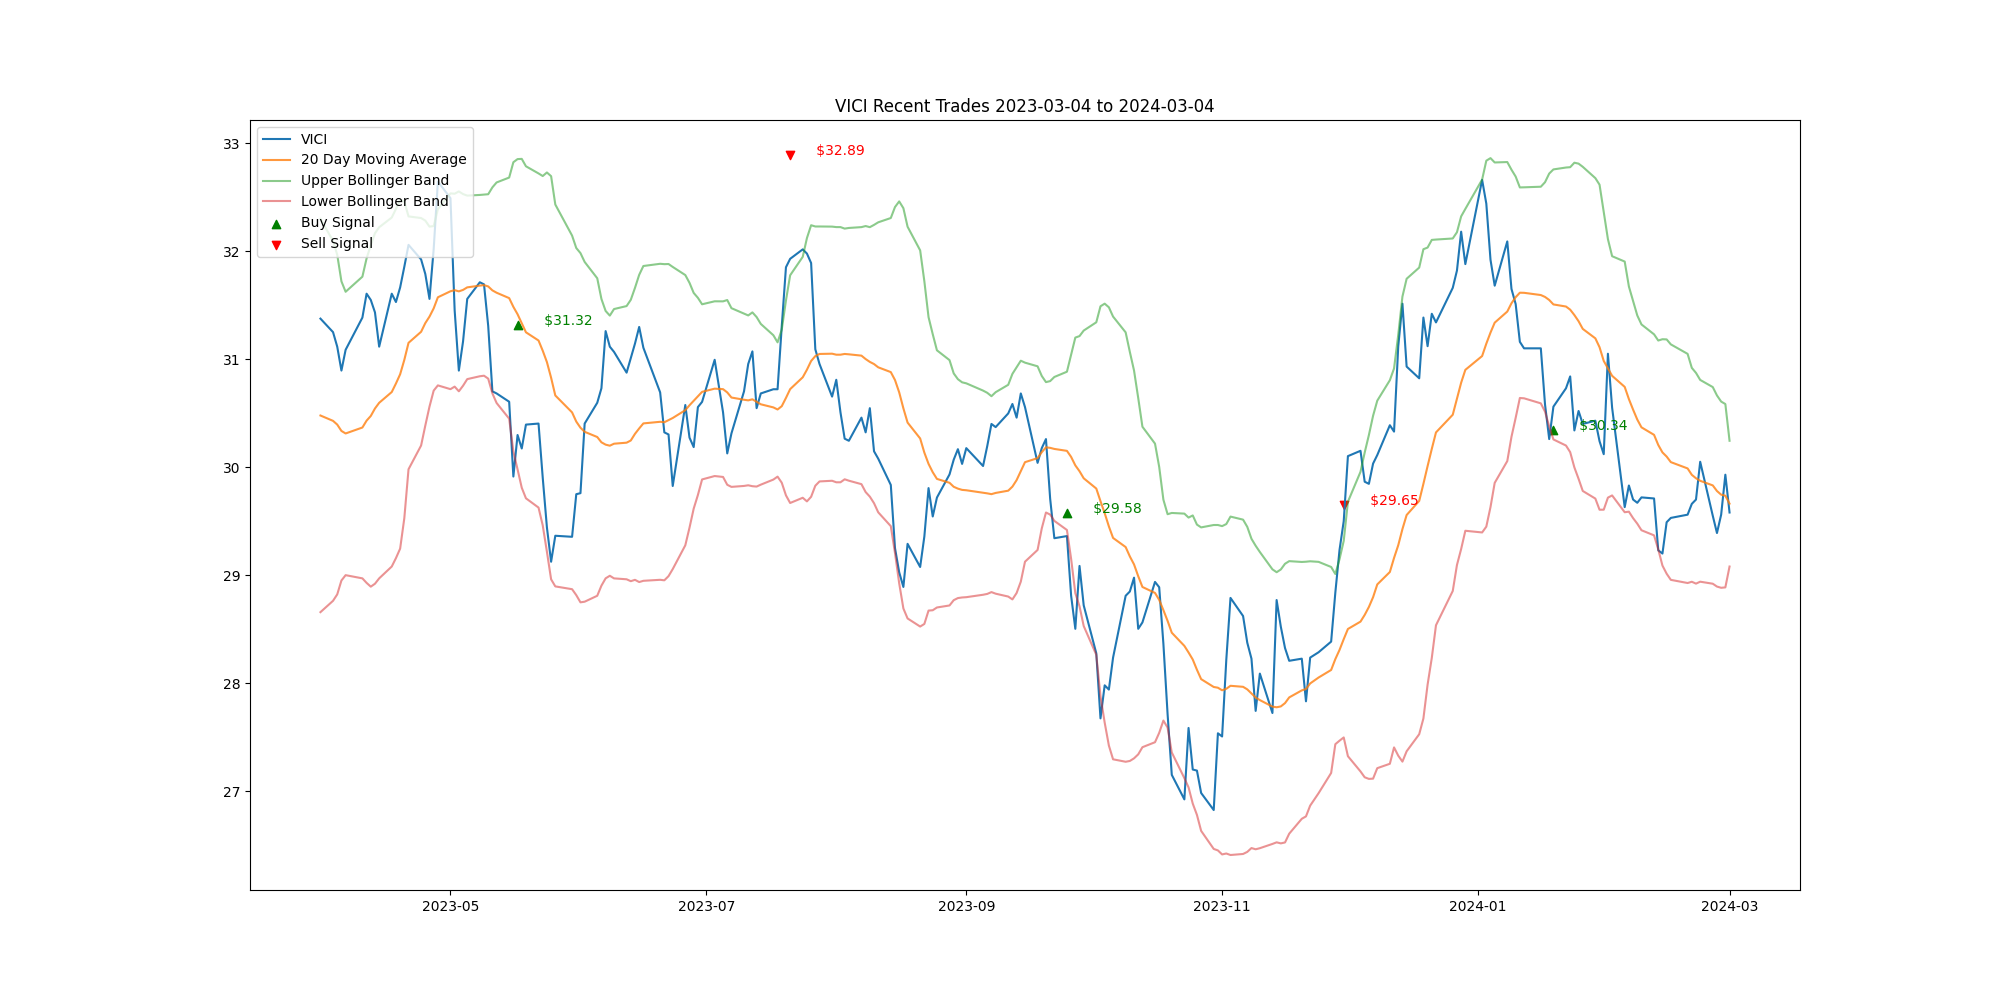 VICI Recent Trades 2023-03-04 to 2024-03-04
VICI
20 Day Moving Average
Upper Bollinger Band
Lower Bollinger Band
Buy Signal
Sell Signal
$32.89
$31.32
$30.34
$29.58
$29.65
33
32
31
30
29
28
27
2023-05
2023-07
2023-09
2023-11
2024-01
2024-03